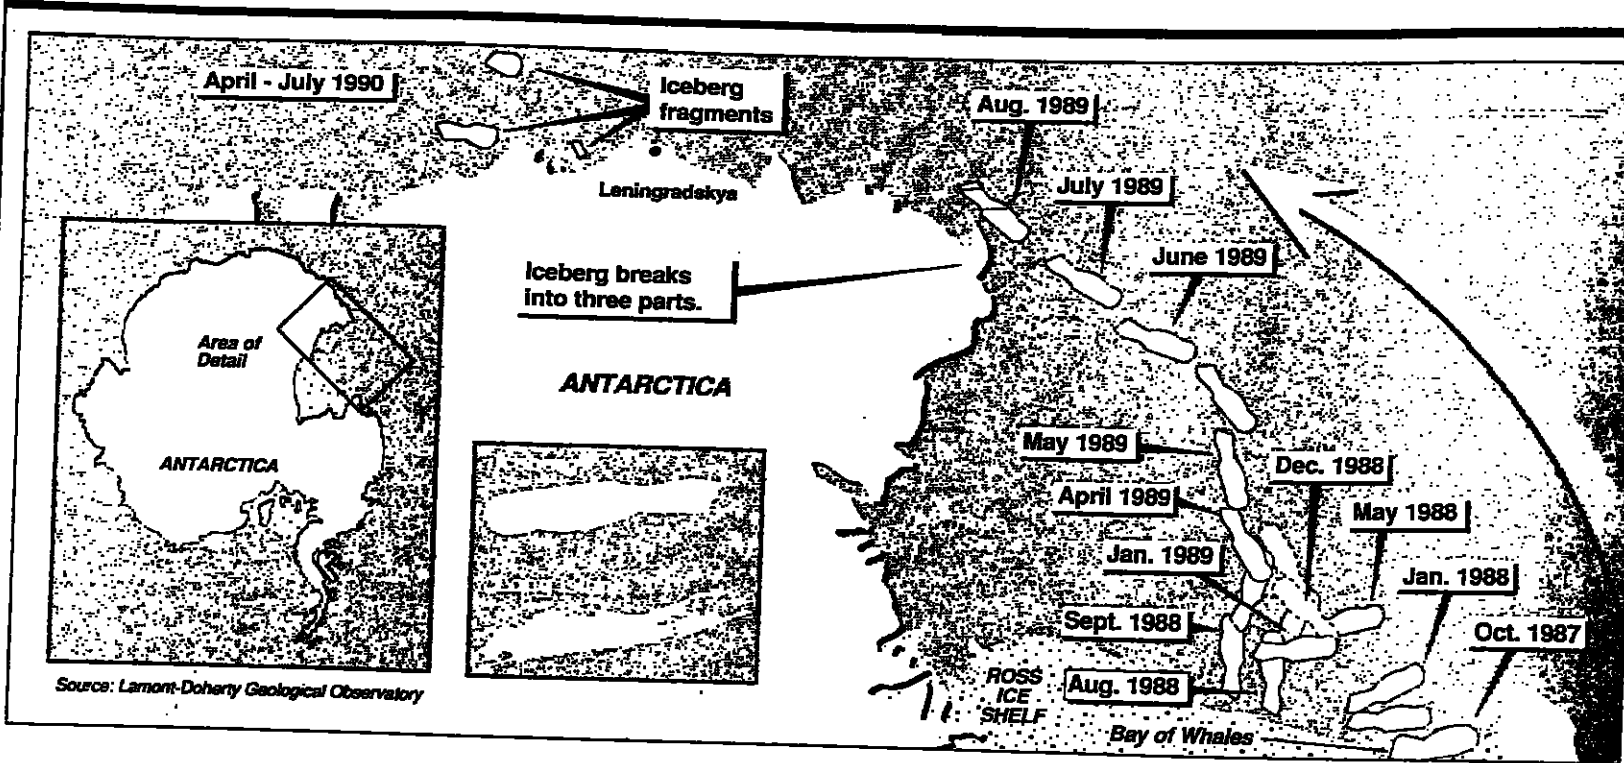 April - July 1990
Iceberg
fragments
Aug. 1989
July 1989
Leningradskya
June 1989
Iceberg breaks
into three parts.
Area of
Detail
ANTARCTICA
May 1989
Dec. 1988
ANTARCTICA
April 1989
May 1988
Jan. 1989
Jan. 1988
Sept. 1988
Oct. 1987
ROSS
ICE
SHELF
Aug. 1988
Bay of Whales
Source: Lamont-Doherty Geological Observatory